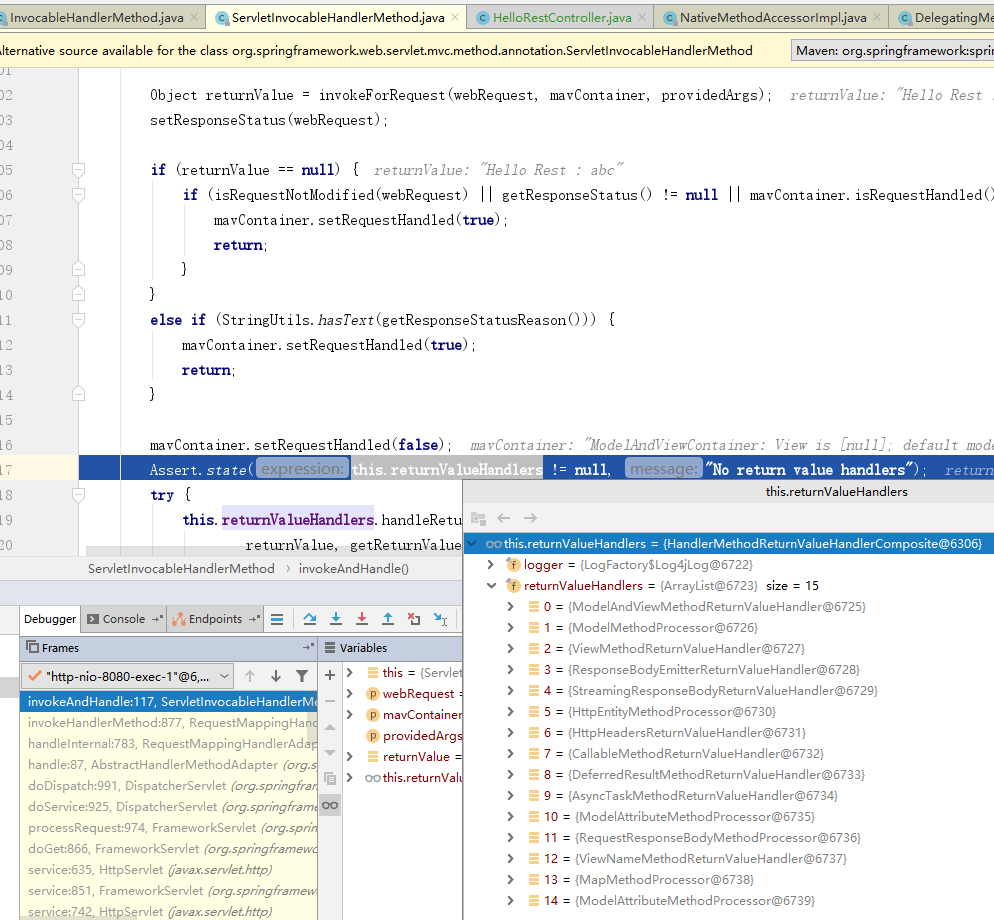 InvocableHandlerMethod.java ServletInvocableHandlerMethod.java HelloRestController.java NativeMethodAccessorImpl.java DelegatingMe
lternative source available for the class org.springframework.web.servlet.mvc.method.annotation.ServletInvocableHandlerMethod Maven: org.springframework:sprin
01
02 Object returnValue = invokeForRequest(webRequest, mavContainer, providedArgs); returnValue: "Hello Rest :
03 setResponseStatus(webRequest);
04
05 if (returnValue == null) { returnValue: "Hello Rest : abc"
06 if (isRequestNotModified(webRequest) || getResponseStatus() != null || mavContainer.isRequestHandled()
07 mavContainer.setRequestHandled(true);
08 return;
09 }
10 }
11 else if (StringUtils.hasText(getResponseStatusReason())) {
12 mavContainer.setRequestHandled(true);
13 return;
14 }
15
16 mavContainer.setRequestHandled(false); mavContainer: "ModelAndViewContainer: View is [null]; default mode
17 Assert.state( expression: this.returnValueHandlers != null, message: "No return value handlers"); return
18 try {
19 this.returnValueHandlers.handleRetu
20 returnValue, getReturnValue
this.returnValueHandlers
this.returnValueHandlers = {HandlerMethodReturnValueHandlerComposite@6306}
logger = {LogFactory$Log4jLog@6722}
returnValueHandlers = {ArrayList@6723} size = 15
0 = {ModelAndViewMethodReturnValueHandler@6725}
1 = {ModelMethodProcessor@6726}
2 = {ViewMethodReturnValueHandler@6727}
3 = {ResponseBodyEmitterReturnValueHandler@6728}
4 = {StreamingResponseBodyReturnValueHandler@6729}
5 = {HttpEntityMethodProcessor@6730}
6 = {HttpHeadersReturnValueHandler@6731}
7 = {CallableMethodReturnValueHandler@6732}
8 = {DeferredResultMethodReturnValueHandler@6733}
9 = {AsyncTaskMethodReturnValueHandler@6734}
10 = {ModelAttributeMethodProcessor@6735}
11 = {RequestResponseBodyMethodProcessor@6736}
12 = {ViewNameMethodReturnValueHandler@6737}
13 = {MapMethodProcessor@6738}
14 = {ModelAttributeMethodProcessor@6739}
ServletInvocableHandlerMethod › invokeAndHandle()
Debugger Console Endpoints
Frames
"http-nio-8080-exec-1"@6,...
invokeAndHandle:117, ServletInvocableHandlerMe
invokeHandlerMethod:877, RequestMappingHand
handleInternal:783, RequestMappingHandlerAdap
handle:87, AbstractHandlerMethodAdapter (org.s
doDispatch:991, DispatcherServlet (org.springfram
doService:925, DispatcherServlet (org.springframe
processRequest:974, FrameworkServlet (org.sprin
doGet:866, FrameworkServlet (org.springframewo
service:635, HttpServlet (javax.servlet.http)
service:851, FrameworkServlet (org.springframew
service:742, HttpServlet (javax.servlet.http)
Variables
this = {Servlet
webRequest =
mavContainer
providedArgs
returnValue =
this.returnValu